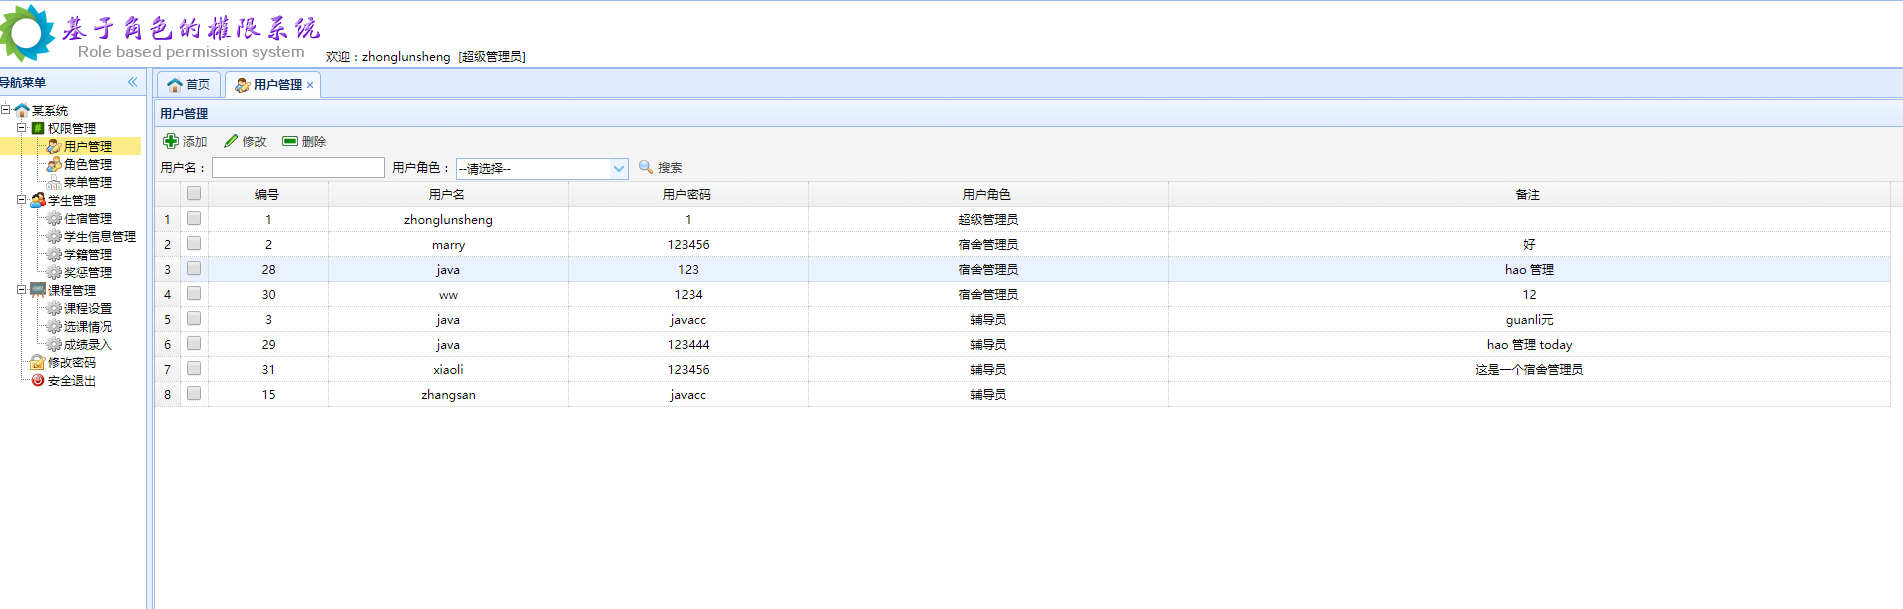 基于角色的權限系统
Role based permission system
欢迎：zhonglunsheng [超级管理员]
导航菜单
某系统
权限管理
用户管理
角色管理
菜单管理
学生管理
住宿管理
学生信息管理
学籍管理
奖惩管理
课程管理
课程设置
选课情况
成绩录入
修改密码
安全退出
首页 用户管理
用户管理
添加 修改 删除
用户名： 用户角色： --请选择-- 搜索
编号 用户名 用户密码 用户角色 备注
1 1 zhonglunsheng 1 超级管理员
2 2 marry 123456 宿舍管理员 好
3 28 java 123 宿舍管理员 hao 管理
4 30 ww 1234 宿舍管理员 12
5 3 java javacc 辅导员 guanli元
6 29 java 123444 辅导员 hao 管理 today
7 31 xiaoli 123456 辅导员 这是一个宿舍管理员
8 15 zhangsan javacc 辅导员